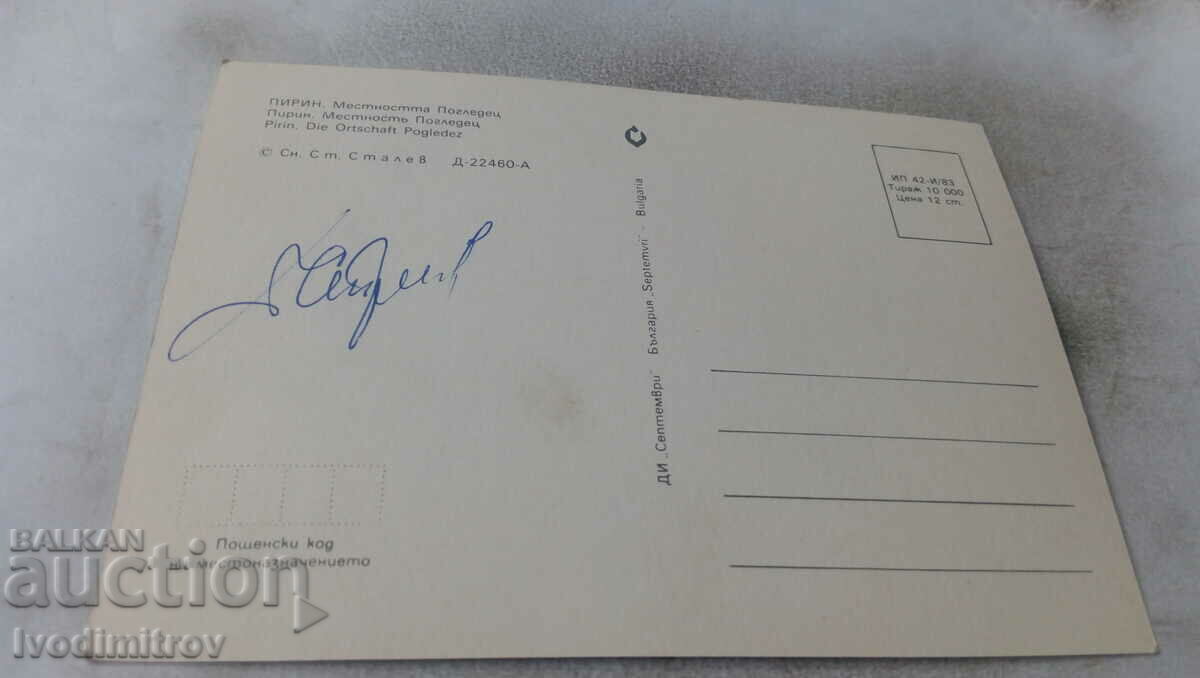 ПИРИН. Местността Погледец
Пирин. Местность Погледец
Pirin. Die Ortschaft Pogledez
© Сн. Ст. Сталев Д-22460-А
ИП 42-И/83
Тираж 10 000
Цена 12 ст.
ДИ „Септември" България „Septemvri" - Bulgaria
Пощенски код
на местоназначението
BALKAN
auction
Ivodimitrov